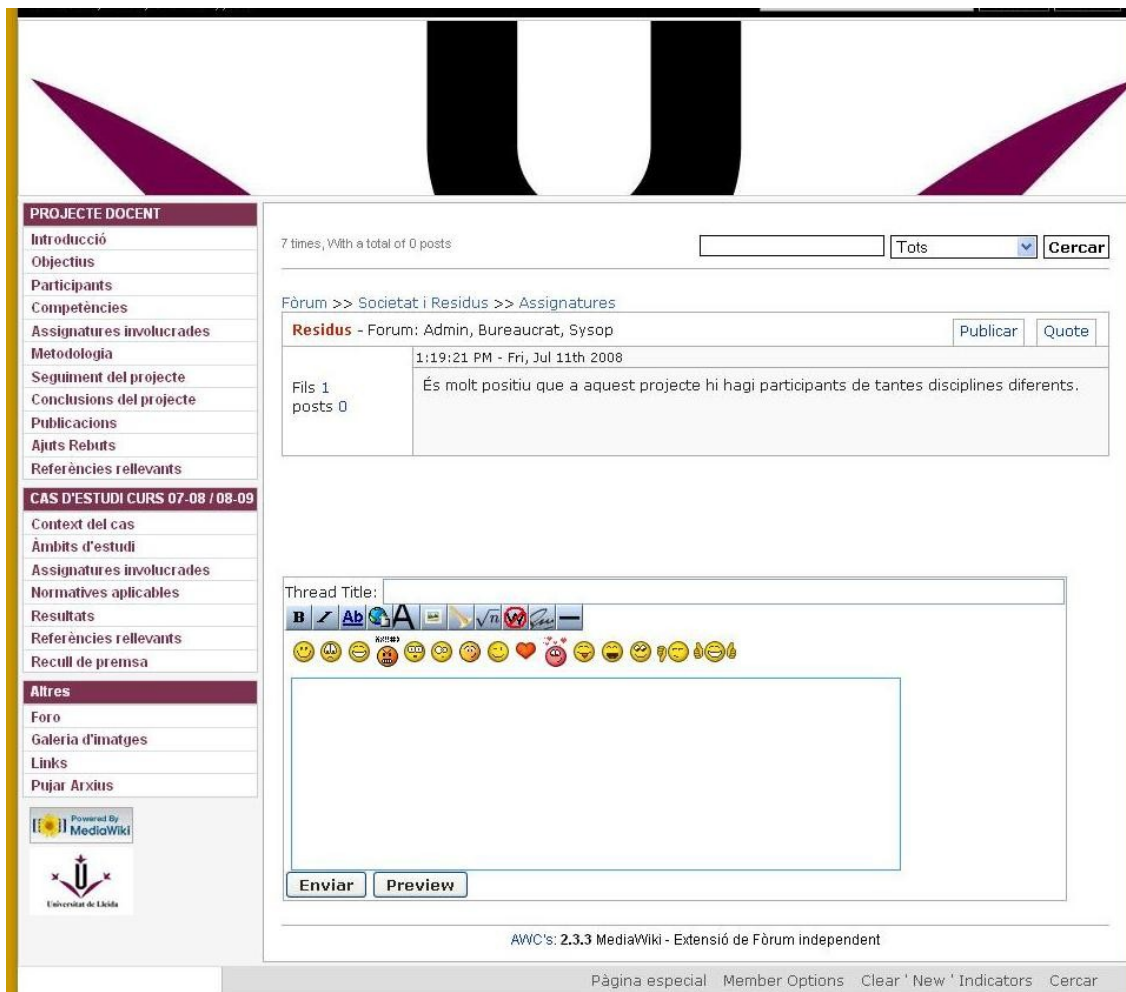 PROJECTE DOCENT
Introducció
Objectius
Participants
Competències
Assignatures involucrades
Metodologia
Seguiment del projecte
Conclusions del projecte
Publicacions
Ajuts Rebuts
Referències rellevants
CAS D'ESTUDI CURS 07-08 / 08-09
Context del cas
Àmbits d'estudi
Assignatures involucrades
Normatives aplicables
Resultats
Referències rellevants
Recull de premsa
Altres
Foro
Galeria d'imatges
Links
Pujar Arxius
Powered By
MediaWiki
Universitat de Lleida
7 times, With a total of 0 posts
Tots
Cercar
Fòrum >> Societat i Residus >> Assignatures
Residus - Forum: Admin, Bureaucrat, Sysop
Publicar
Quote
1:19:21 PM - Fri, Jul 11th 2008
Fils 1
posts 0
És molt positiu que a aquest projecte hi hagi participants de tantes disciplines diferents.
Thread Title:
B I Ab A √n W
Enviar
Preview
AWC's: 2.3.3 MediaWiki - Extensió de Fòrum independent
Pàgina especial Member Options Clear ' New ' Indicators Cercar